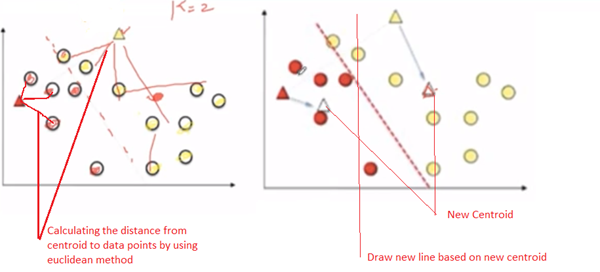 K=2
Calculating the distance from
centroid to data points by using
euclidean method
New Centroid
Draw new line based on new centroid